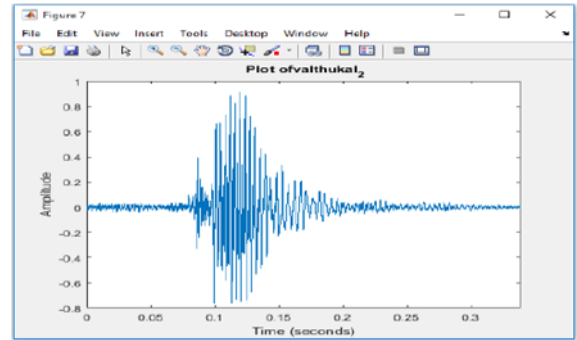 Figure 7
File Edit View Insert Tools Desktop Window Help
Plot ofvalthukal2
1
0.8
0.6
0.4
0.2
0
-0.2
-0.4
-0.6
-0.8
Amplitude
0 0.05 0.1 0.15 0.2 0.25 0.3
Time (seconds)